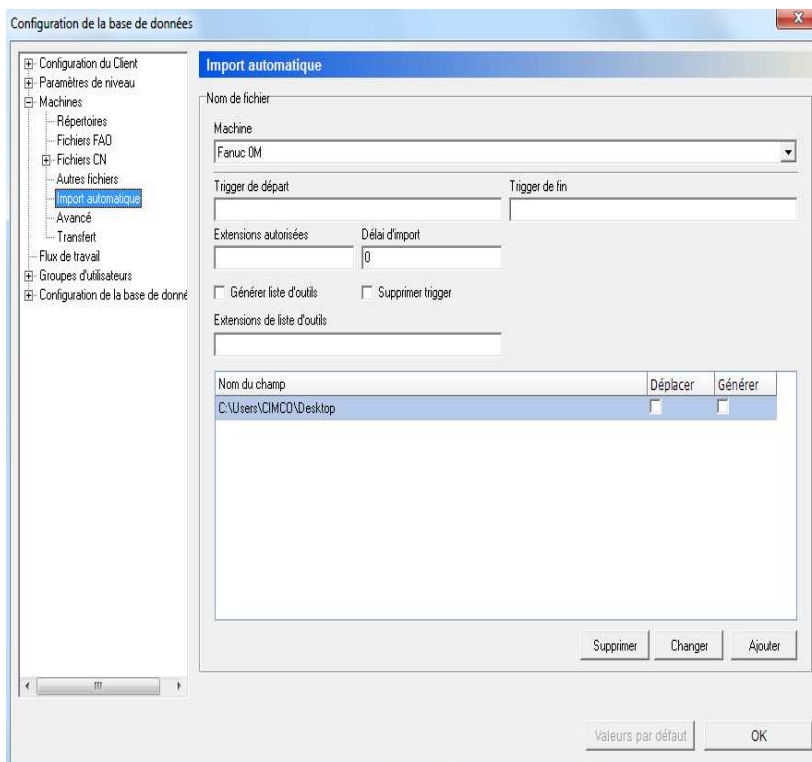 Configuration de la base de données
Configuration du Client
Paramètres de niveau
Machines
Répertoires
Fichiers FAO
Fichiers CN
Autres fichiers
Import automatique
Avancé
Transfert
Flux de travail
Groupes d'utilisateurs
Configuration de la base de donné
Import automatique
Nom de fichier
Machine
Fanuc 0M
Trigger de départ
Trigger de fin
Extensions autorisées
Délai d'import
0
Générer liste d'outils
Supprimer trigger
Extensions de liste d'outils
Nom du champ
Déplacer
Générer
C:\Users\CIMCO\Desktop
Supprimer
Changer
Ajouter
Valeurs par défaut
OK